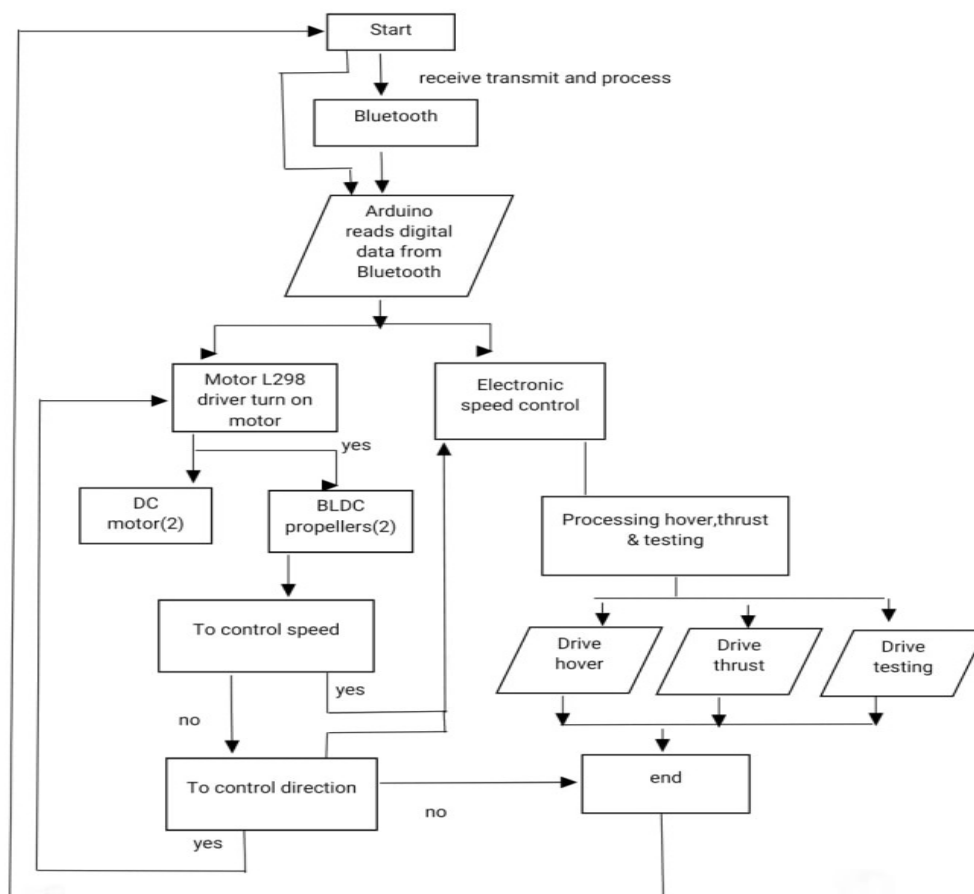 Start
receive transmit and process
Bluetooth
Arduino
reads digital
data from
Bluetooth
Motor L298
driver turn on
motor
Electronic
speed control
yes
DC
motor(2)
BLDC
propellers(2)
Processing hover,thrust
& testing
To control speed
Drive
hover
Drive
thrust
Drive
testing
yes
no
To control direction
end
no
yes